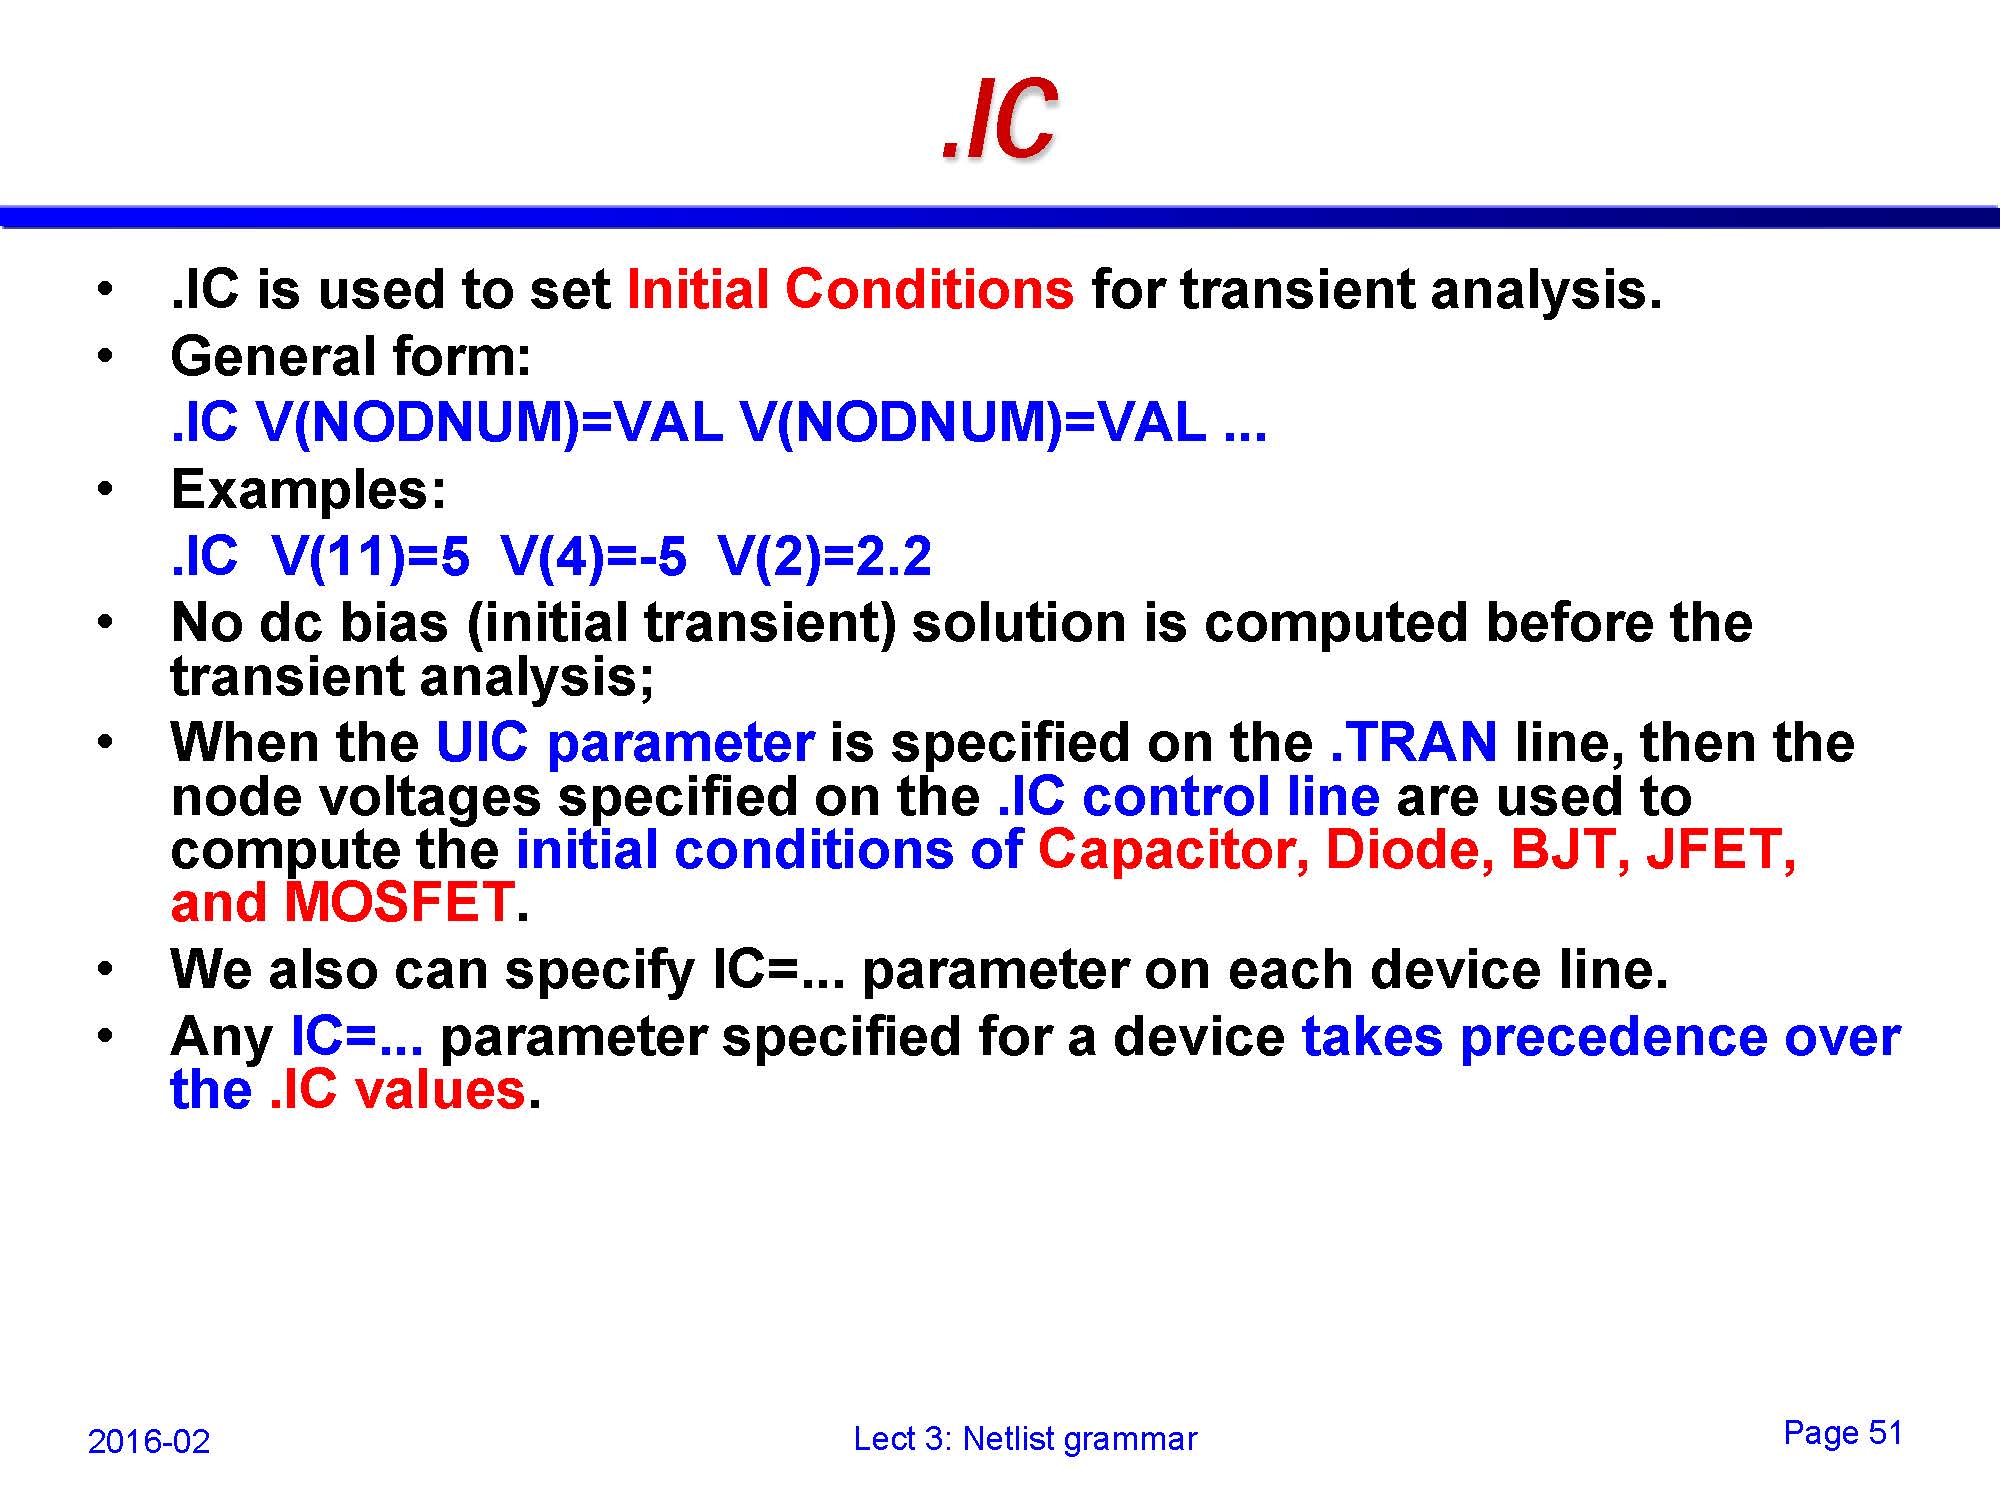 .IC
• .IC is used to set Initial Conditions for transient analysis.
• General form:
.IC V(NODNUM)=VAL V(NODNUM)=VAL ...
• Examples:
.IC V(11)=5 V(4)=-5 V(2)=2.2
• No dc bias (initial transient) solution is computed before the
transient analysis;
• When the UIC parameter is specified on the .TRAN line, then the
node voltages specified on the .IC control line are used to
compute the initial conditions of Capacitor, Diode, BJT, JFET,
and MOSFET.
• We also can specify IC=... parameter on each device line.
• Any IC=... parameter specified for a device takes precedence over
the .IC values.
2016-02
Lect 3: Netlist grammar
Page 51